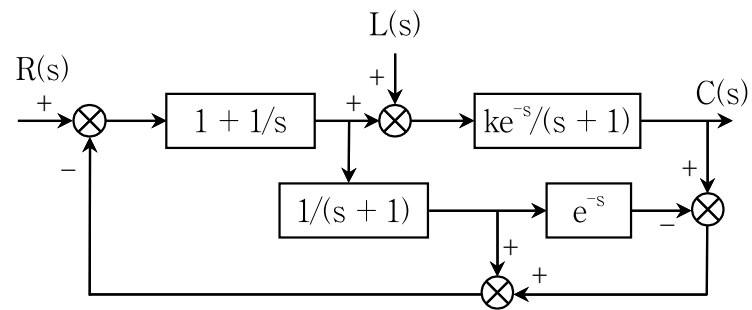 L(s)
R(s)
+
+
C(s)
1 + 1/s
+
ke^-s/(s + 1)
−
+
1/(s + 1)
e^-s
−
+
+